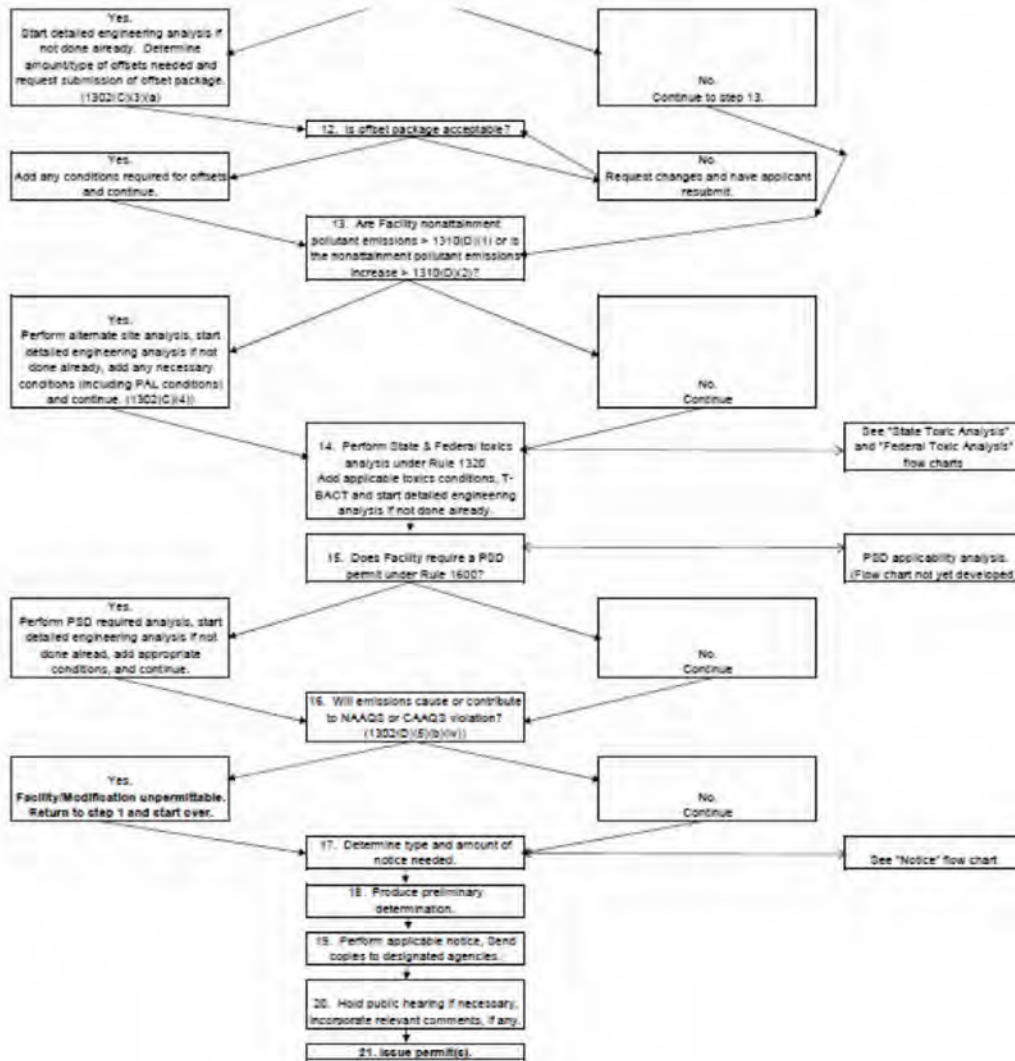 Yes.
Start detailed engineering analysis if
not done already. Determine
amount/type of offsets needed and
request submission of offset package.
(1302(C)(3)(a)
No.
Continue to step 13.
12. Is offset package acceptable?
Yes.
Add any conditions required for offsets
and continue.
No.
Request changes and have applicant
resubmit.
13. Are Facility nonattainment
pollutant emissions > 1310(D)(1) or is
the nonattainment pollutant emissions
increase > 1310(D)(2)?
Yes.
Perform alternate site analysis, start
detailed engineering analysis if not
done already, add any necessary
conditions (including PAL conditions)
and continue. (1302(C)(4))
No.
Continue
14. Perform State & Federal toxics
analysis under Rule 1320
Add applicable toxics conditions, T-
BACT and start detailed engineering
analysis if not done already.
See "State Toxic Analysis"
and "Federal Toxic Analysis"
flow charts
15. Does Facility require a PSD
permit under Rule 1600?
PSD applicability analysis.
(Flow chart not yet developed
Yes.
Perform PSD required analysis, start
detailed engineering analysis if not
done alread, add appropriate
conditions, and continue.
No.
Continue
16. Will emissions cause or contribute
to NAAQS or CAAQS violation?
(1302(D)(5)(b)(iv))
Yes.
Facility/Modification unpermittable.
Return to step 1 and start over.
No.
Continue
17. Determine type and amount of
notice needed.
See "Notice" flow chart
18. Produce preliminary
determination.
19. Perform applicable notice, Send
copies to designated agencies.
20. Hold public hearing if necessary,
incorporate relevant comments, if any.
21. Issue permit(s).